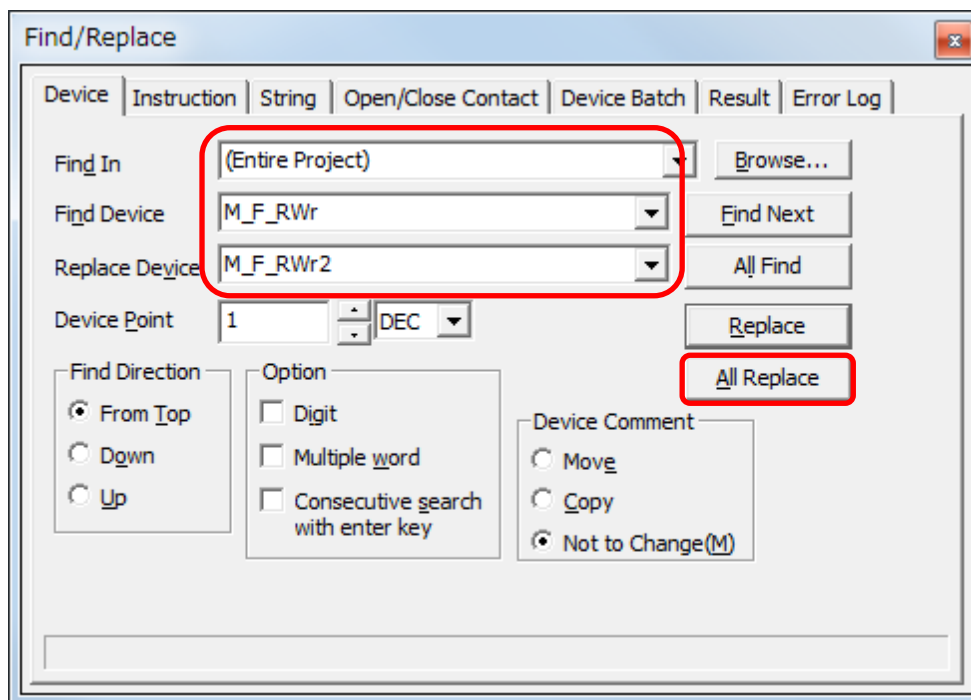 Find/Replace
x
Device Instruction String Open/Close Contact Device Batch Result Error Log
Find In (Entire Project) Browse...
Find Device M_F_RWr Find Next
Replace Device M_F_RWr2 All Find
Device Point 1 DEC Replace
All Replace
Find Direction
From Top
Down
Up
Option
Digit
Multiple word
Consecutive search
with enter key
Device Comment
Move
Copy
Not to Change(M)